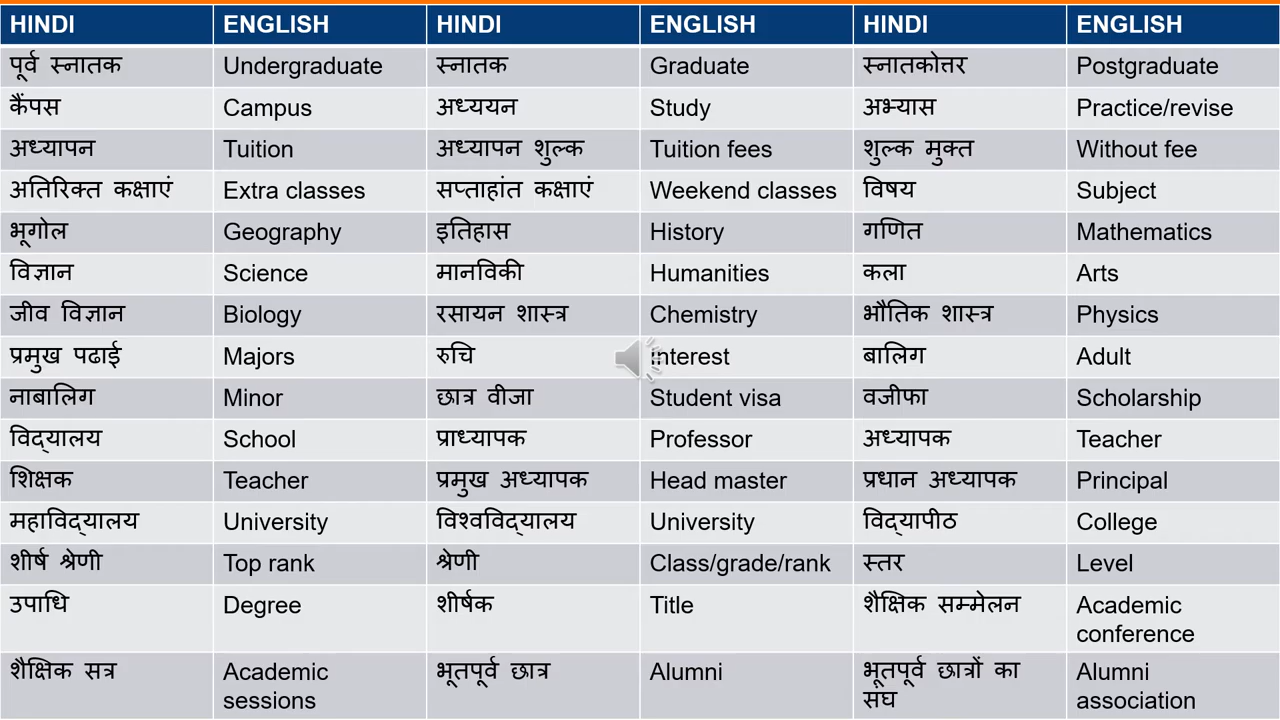 HINDI ENGLISH HINDI ENGLISH HINDI ENGLISH
पूर्व स्नातक Undergraduate स्नातक Graduate स्नातकोत्तर Postgraduate
कैंपस Campus अध्ययन Study अभ्यास Practice/revise
अध्यापन Tuition अध्यापन शुल्क Tuition fees शुल्क मुक्त Without fee
अतिरिक्त कक्षाएं Extra classes सप्ताहांत कक्षाएं Weekend classes विषय Subject
भूगोल Geography इतिहास History गणित Mathematics
विज्ञान Science मानविकी Humanities कला Arts
जीव विज्ञान Biology रसायन शास्त्र Chemistry भौतिक शास्त्र Physics
प्रमुख पढाई Majors रुचि Interest बालिग Adult
नाबालिग Minor छात्र वीजा Student visa वजीफा Scholarship
विद्यालय School प्राध्यापक Professor अध्यापक Teacher
शिक्षक Teacher प्रमुख अध्यापक Head master प्रधान अध्यापक Principal
महाविद्यालय University विश्वविद्यालय University विद्यापीठ College
शीर्ष श्रेणी Top rank श्रेणी Class/grade/rank स्तर Level
उपाधि Degree शीर्षक Title शैक्षिक सम्मेलन Academic
conference
शैक्षिक सत्र Academic भूतपूर्व छात्र Alumni भूतपूर्व छात्रों का Alumni
sessions संघ association